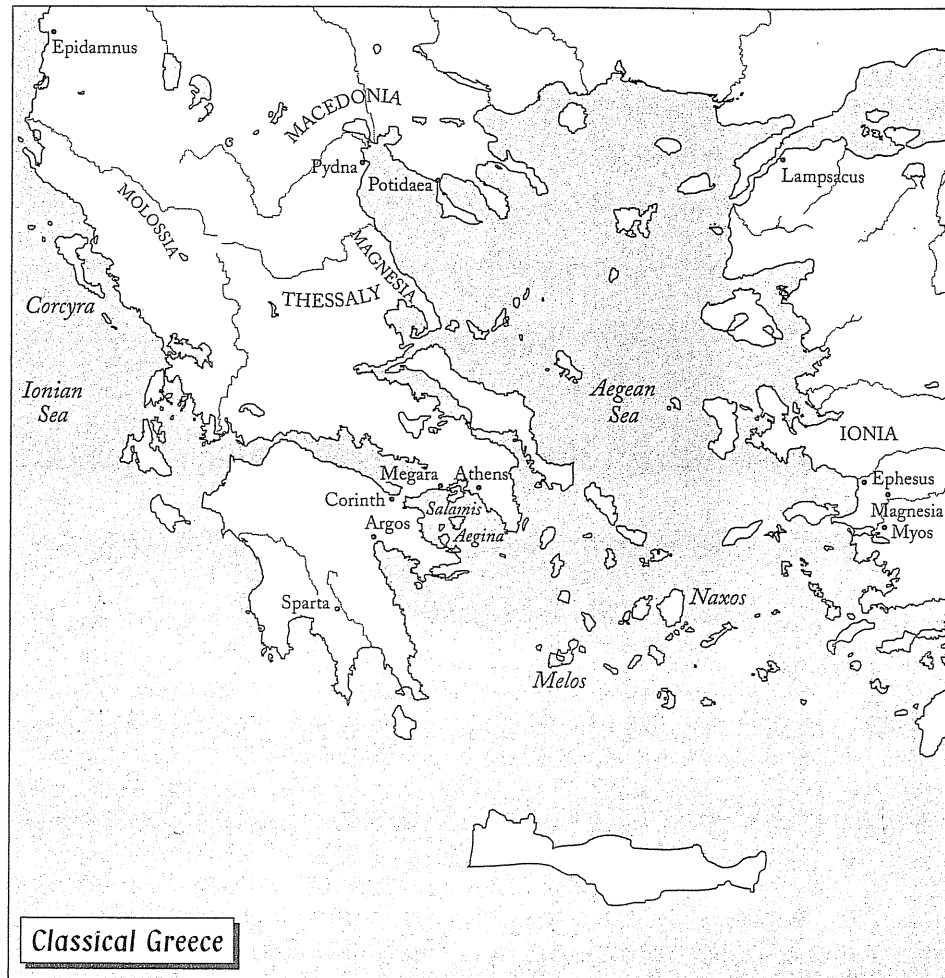 Epidamnus
MACEDONIA
Pydna
Potidaea
Lampsacus
MOLOSSIA
MAGNESIA
THESSALY
Corcyra
Ionian
Sea
Aegean
Sea
IONIA
Megara
Athens
Ephesus
Corinth
Salamis
Magnesia
Argos
Aegina
Myos
Sparta
Naxos
Melos
Classical Greece